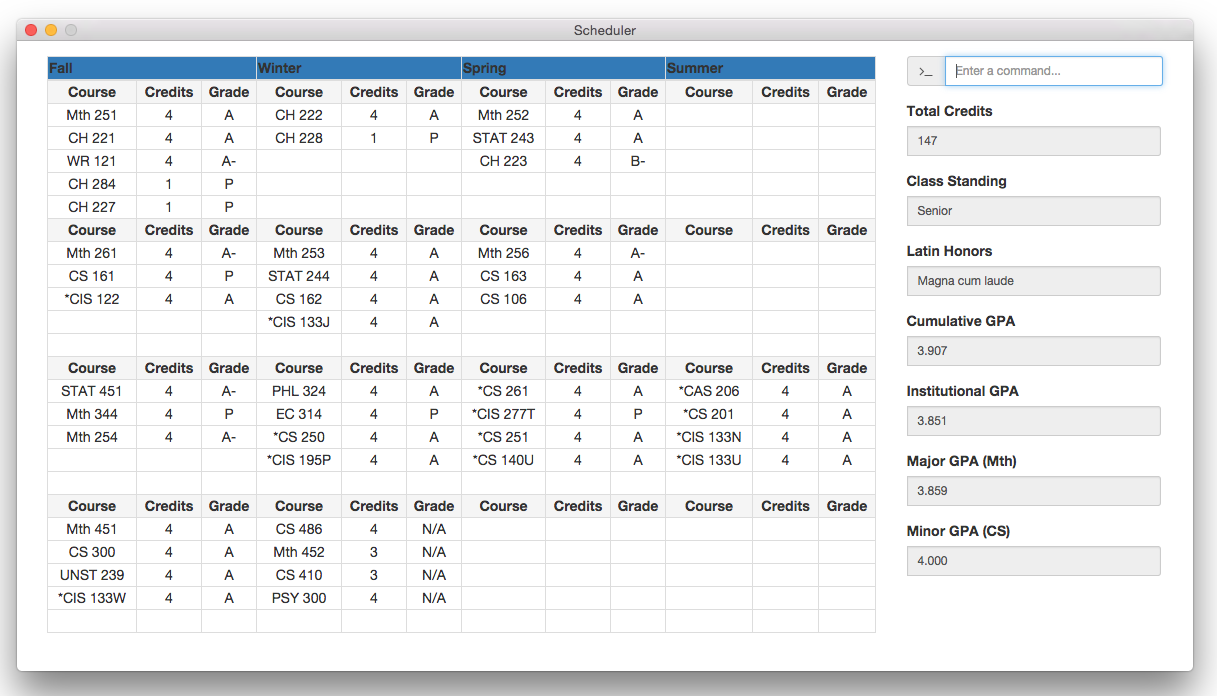 Scheduler
Fall Winter Spring Summer
Course Credits Grade Course Credits Grade Course Credits Grade Course Credits Grade
Mth 251 4 A CH 222 4 A Mth 252 4 A
CH 221 4 A CH 228 1 P STAT 243 4 A
WR 121 4 A- CH 223 4 B-
CH 284 1 P
CH 227 1 P
Course Credits Grade Course Credits Grade Course Credits Grade Course Credits Grade
Mth 261 4 A- Mth 253 4 A Mth 256 4 A-
CS 161 4 P STAT 244 4 A CS 163 4 A
*CIS 122 4 A CS 162 4 A CS 106 4 A
*CIS 133J 4 A
Course Credits Grade Course Credits Grade Course Credits Grade Course Credits Grade
STAT 451 4 A- PHL 324 4 A *CS 261 4 A *CAS 206 4 A
Mth 344 4 P EC 314 4 P *CIS 277T 4 P *CS 201 4 A
Mth 254 4 A- *CS 250 4 A *CS 251 4 A *CIS 133N 4 A
*CIS 195P 4 A *CS 140U 4 A *CIS 133U 4 A
Course Credits Grade Course Credits Grade Course Credits Grade Course Credits Grade
Mth 451 4 A CS 486 4 N/A
CS 300 4 A Mth 452 3 N/A
UNST 239 4 A CS 410 3 N/A
*CIS 133W 4 A PSY 300 4 N/A
>_ Enter a command...
Total Credits
147
Class Standing
Senior
Latin Honors
Magna cum laude
Cumulative GPA
3.907
Institutional GPA
3.851
Major GPA (Mth)
3.859
Minor GPA (CS)
4.000